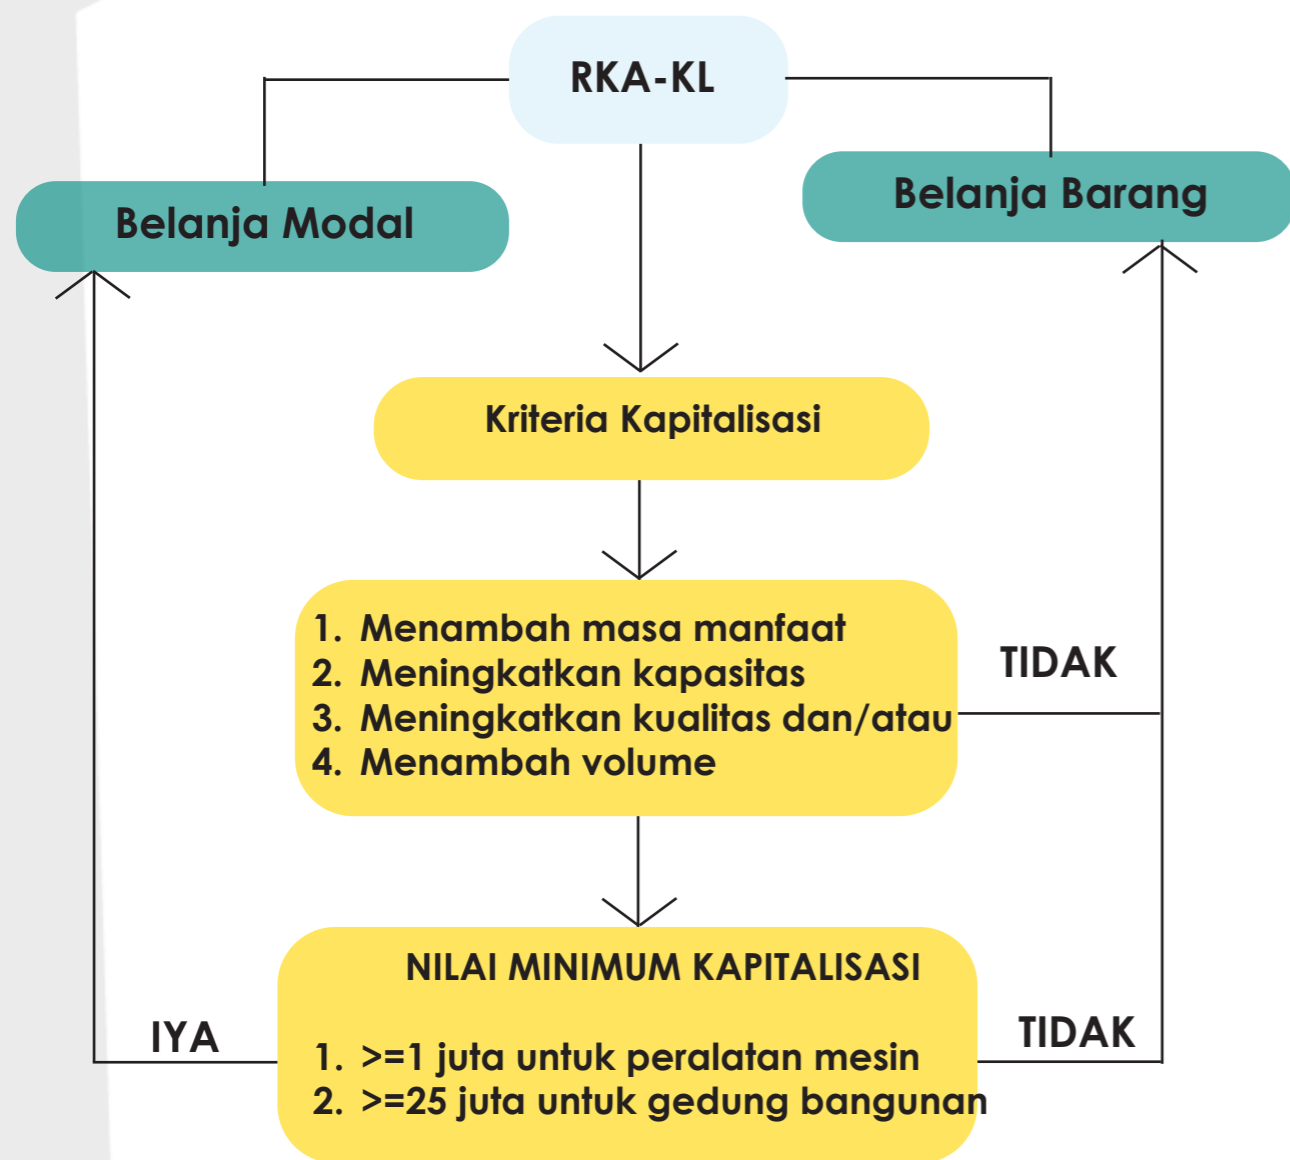 RKA-KL
Belanja Modal
Belanja Barang
Kriteria Kapitalisasi
1. Menambah masa manfaat
2. Meningkatkan kapasitas
3. Meningkatkan kualitas dan/atau
4. Menambah volume
TIDAK
NILAI MINIMUM KAPITALISASI
1. >=1 juta untuk peralatan mesin
2. >=25 juta untuk gedung bangunan
IYA
TIDAK